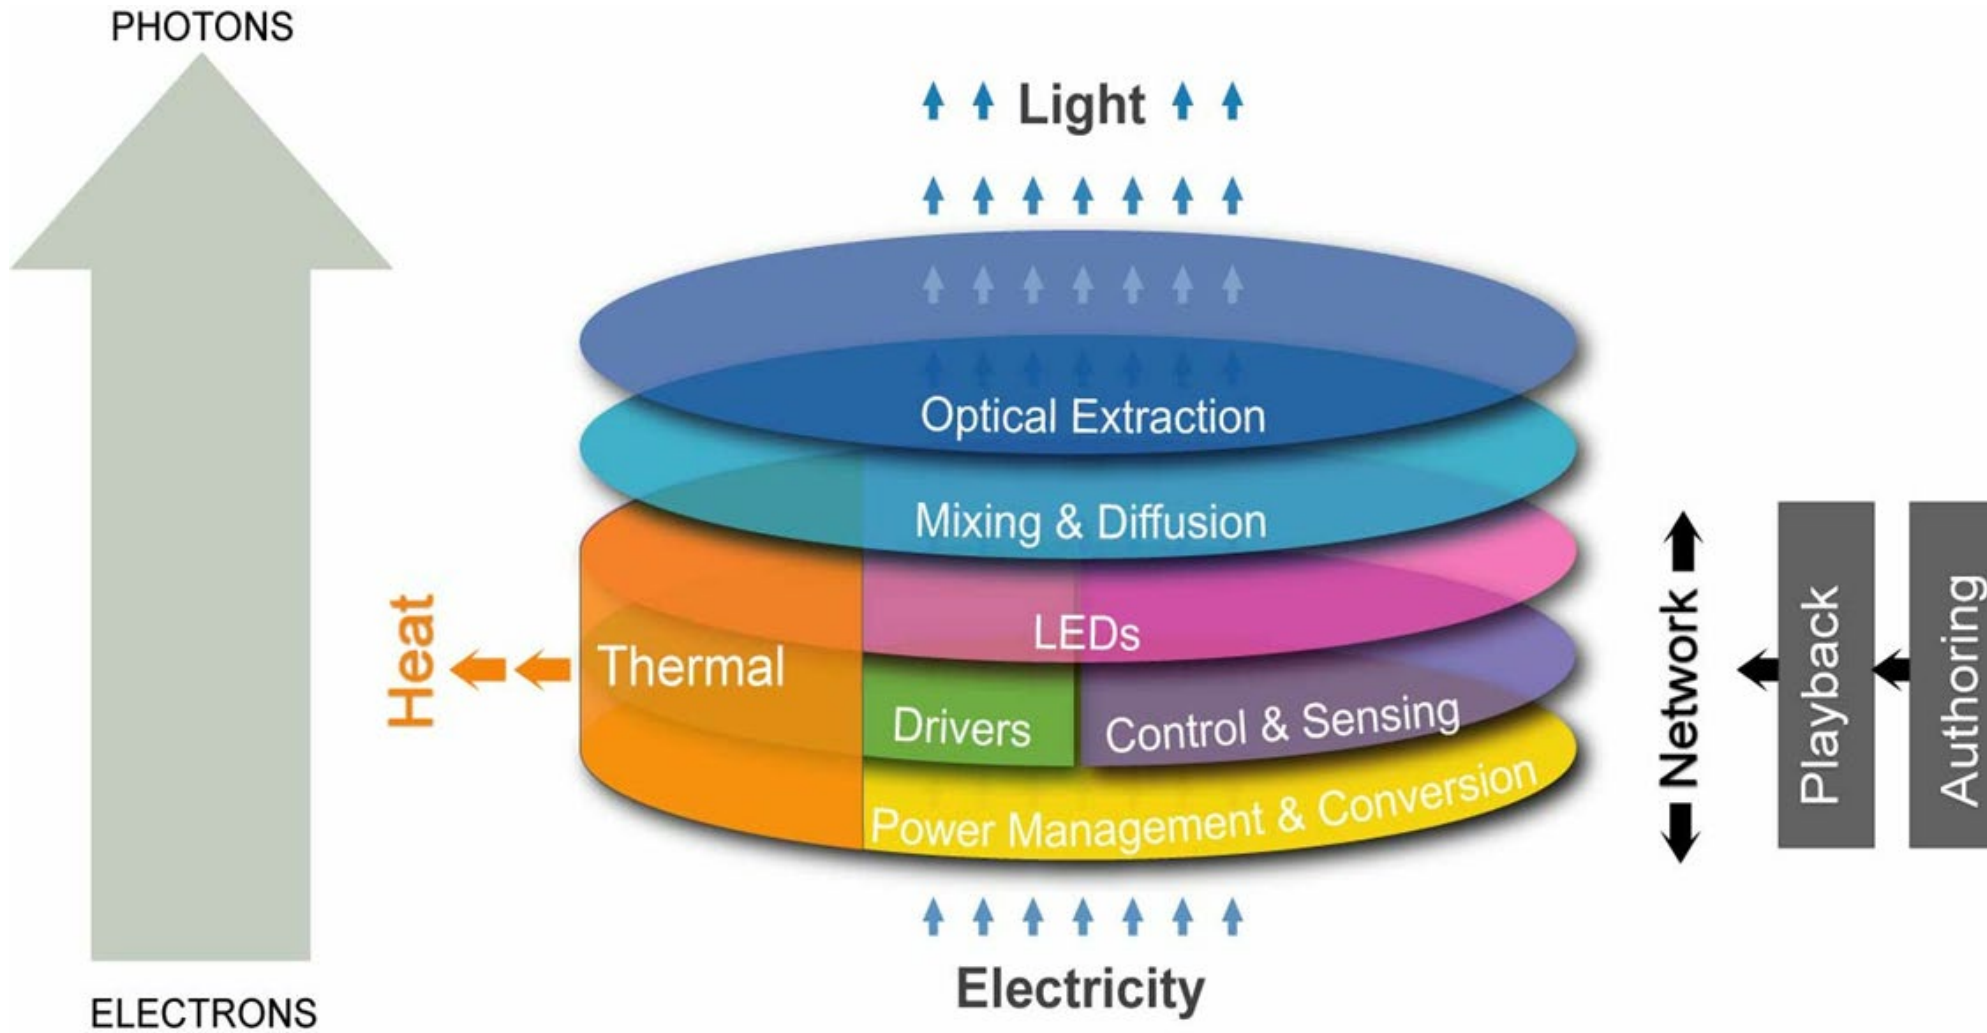 PHOTONS
Light
Optical Extraction
Mixing & Diffusion
LEDs
Thermal
Heat
Drivers
Control & Sensing
Power Management & Conversion
Network
Playback
Authoring
Electricity
ELECTRONS